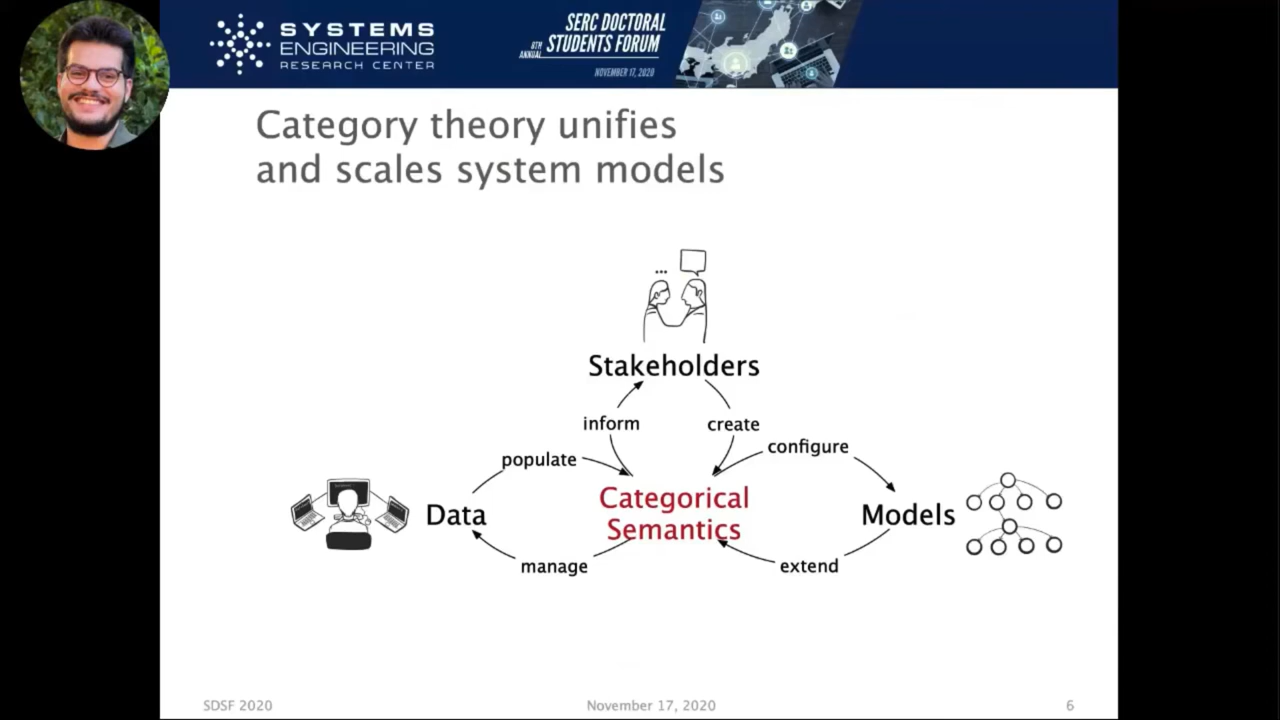 SYSTEMS
ENGINEERING
RESEARCH CENTER
SERC DOCTORAL
8TH ANNUAL STUDENTS FORUM
NOVEMBER 17, 2020
Category theory unifies
and scales system models
Stakeholders
inform
create
configure
populate
Categorical
Semantics
Data
Models
manage
extend
SDSF 2020
November 17, 2020
6